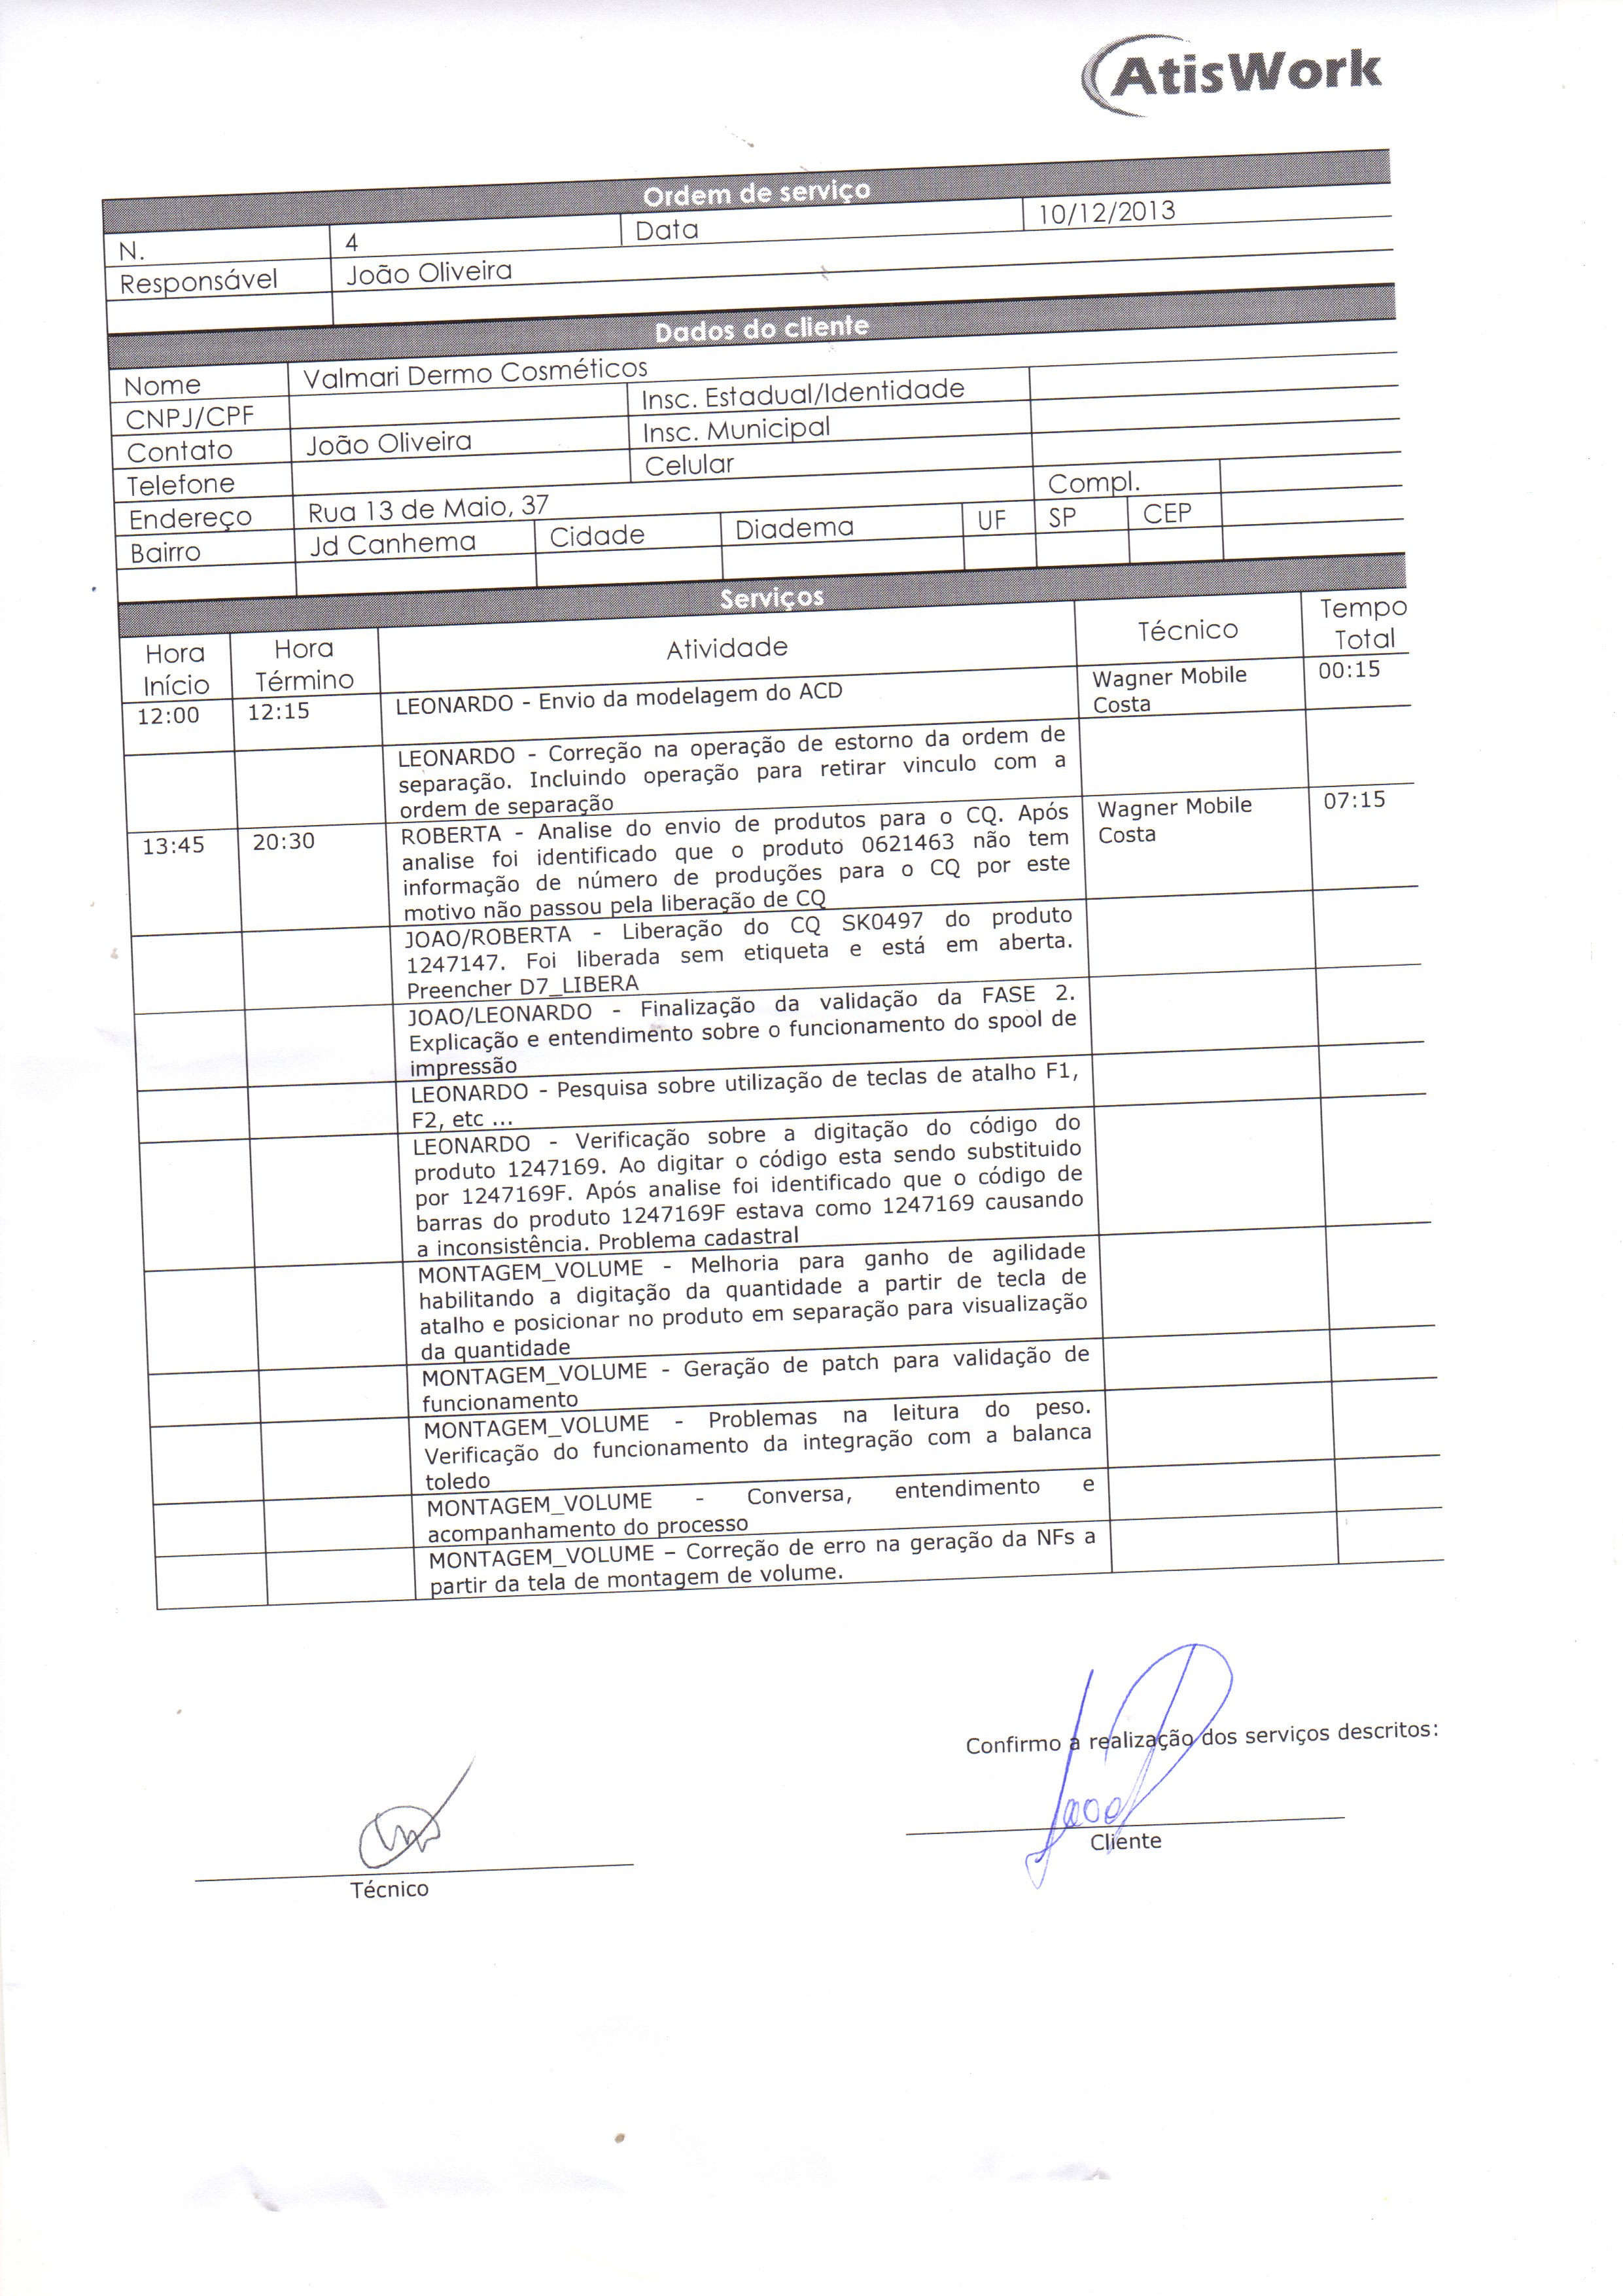 AtisWork
Ordem de serviço
N. 4 Data 10/12/2013
Responsável João Oliveira
Dados do cliente
Nome Valmari Dermo Cosméticos
CNPJ/CPF Insc. Estadual/Identidade
Contato João Oliveira Insc. Municipal
Telefone Celular
Endereço Rua 13 de Maio, 37 Compl.
Bairro Jd Canhema Cidade Diadema UF SP CEP
Serviços
Hora Início Hora Término Atividade Técnico Tempo Total
12:00 12:15 LEONARDO - Envio da modelagem do ACD Wagner Mobile Costa 00:15
LEONARDO - Correção na operação de estorno da ordem de
separação. Incluindo operação para retirar vinculo com a
ordem de separação
13:45 20:30 ROBERTA - Analise do envio de produtos para o CQ. Após Wagner Mobile Costa 07:15
analise foi identificado que o produto 0621463 não tem
informação de número de produções para o CQ por este
motivo não passou pela liberação de CQ
JOAO/ROBERTA - Liberação do CQ SK0497 do produto
1247147. Foi liberada sem etiqueta e está em aberta.
Preencher D7_LIBERA
JOAO/LEONARDO - Finalização da validação da FASE 2.
Explicação e entendimento sobre o funcionamento do spool de
impressão
LEONARDO - Pesquisa sobre utilização de teclas de atalho F1,
F2, etc ...
LEONARDO - Verificação sobre a digitação do código do
produto 1247169. Ao digitar o código esta sendo substituido
por 1247169F. Após analise foi identificado que o código de
barras do produto 1247169F estava como 1247169 causando
a inconsistência. Problema cadastral
MONTAGEM_VOLUME - Melhoria para ganho de agilidade
habilitando a digitação da quantidade a partir de tecla de
atalho e posicionar no produto em separação para visualização
da quantidade
MONTAGEM_VOLUME - Geração de patch para validação de
funcionamento
MONTAGEM_VOLUME - Problemas na leitura do peso.
Verificação do funcionamento da integração com a balanca
toledo
MONTAGEM_VOLUME - Conversa, entendimento e
acompanhamento do processo
MONTAGEM_VOLUME – Correção de erro na geração da NFs a
partir da tela de montagem de volume.
Confirmo a realização dos serviços descritos:
Cliente
Técnico